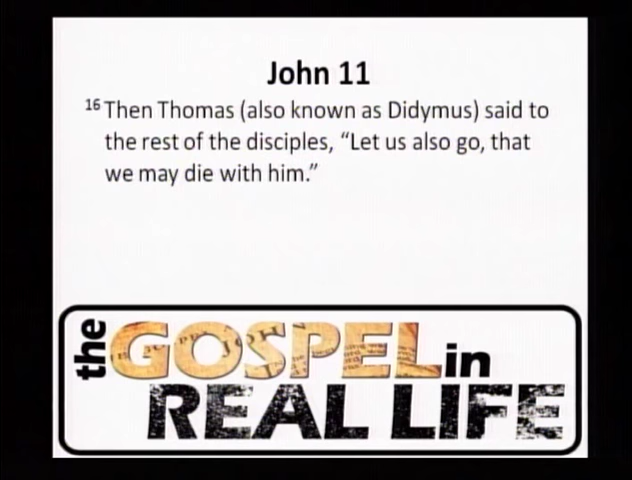 John 11
16 Then Thomas (also known as Didymus) said to
the rest of the disciples, “Let us also go, that
we may die with him.”
the GOSPEL in
REAL LIFE